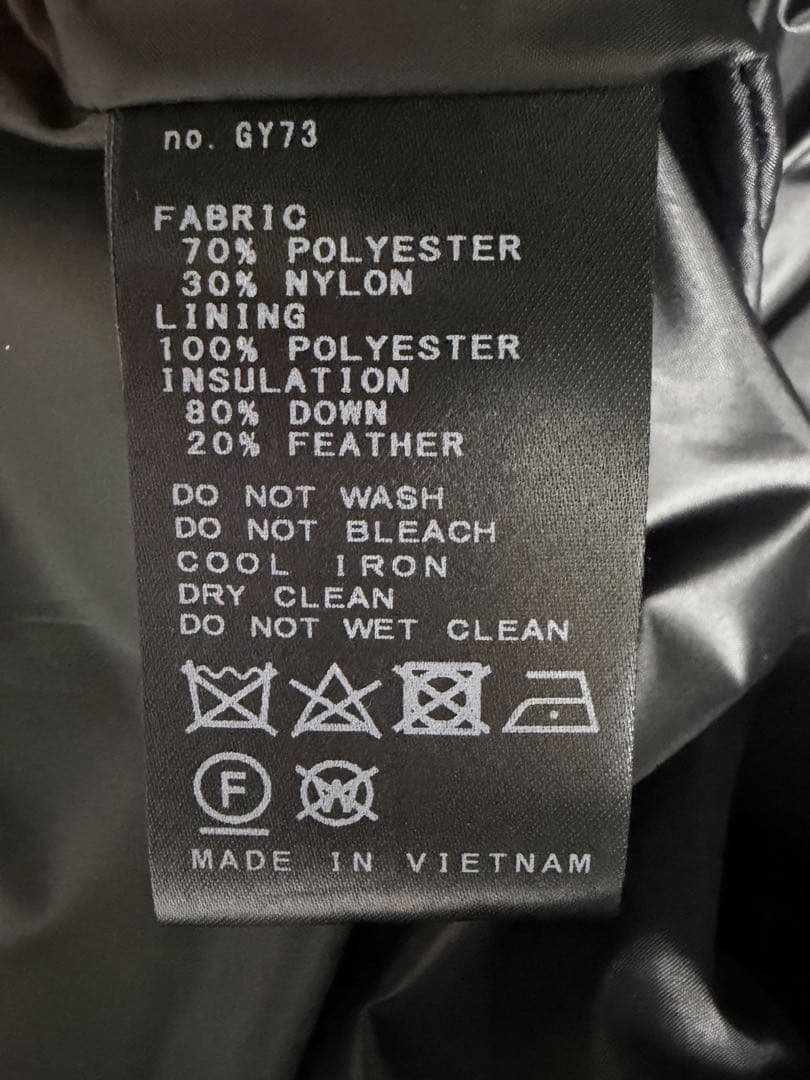 no. GY73
FABRIC
70% POLYESTER
30% NYLON
LINING
100% POLYESTER
INSULATION
80% DOWN
20% FEATHER
DO NOT WASH
DO NOT BLEACH
COOL IRON
DRY CLEAN
DO NOT WET CLEAN
F W
MADE IN VIETNAM